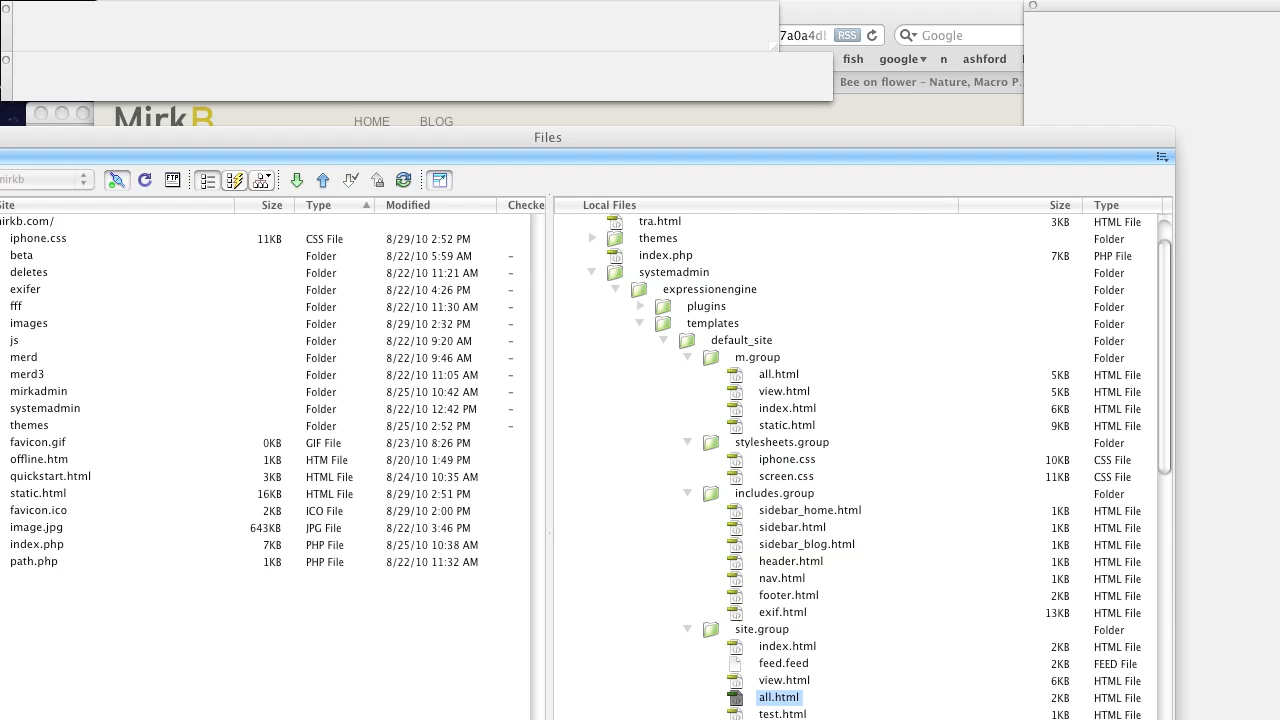 7a0a4d RSS Google
fish google▾ n ashford
Bee on flower – Nature, Macro P...
MirkB HOME BLOG
Files
mirkb FTP
Site Size Type Modified Checke
mirkb.com/
iphone.css 11KB CSS File 8/29/10 2:52 PM
beta Folder 8/22/10 5:59 AM –
deletes Folder 8/22/10 11:21 AM –
exifer Folder 8/22/10 4:26 PM –
fff Folder 8/22/10 11:30 AM –
images Folder 8/29/10 2:32 PM –
js Folder 8/22/10 9:20 AM –
merd Folder 8/22/10 9:46 AM –
merd3 Folder 8/22/10 11:05 AM –
mirkadmin Folder 8/25/10 10:42 AM –
systemadmin Folder 8/22/10 12:42 PM –
themes Folder 8/25/10 2:52 PM –
favicon.gif 0KB GIF File 8/23/10 8:26 PM
offline.htm 1KB HTM File 8/20/10 1:49 PM
quickstart.html 3KB HTML File 8/24/10 10:35 AM
static.html 16KB HTML File 8/29/10 2:51 PM
favicon.ico 2KB ICO File 8/29/10 2:00 PM
image.jpg 643KB JPG File 8/22/10 3:46 PM
index.php 7KB PHP File 8/25/10 10:38 AM
path.php 1KB PHP File 8/22/10 11:32 AM
Local Files Size Type
tra.html 3KB HTML File
themes Folder
index.php 7KB PHP File
systemadmin Folder
expressionengine Folder
plugins Folder
templates Folder
default_site Folder
m.group Folder
all.html 5KB HTML File
view.html 5KB HTML File
index.html 6KB HTML File
static.html 9KB HTML File
stylesheets.group Folder
iphone.css 10KB CSS File
screen.css 11KB CSS File
includes.group Folder
sidebar_home.html 1KB HTML File
sidebar.html 1KB HTML File
sidebar_blog.html 1KB HTML File
header.html 1KB HTML File
nav.html 1KB HTML File
footer.html 2KB HTML File
exif.html 13KB HTML File
site.group Folder
index.html 2KB HTML File
feed.feed 2KB FEED File
view.html 6KB HTML File
all.html 2KB HTML File
test.html 1KB HTML File